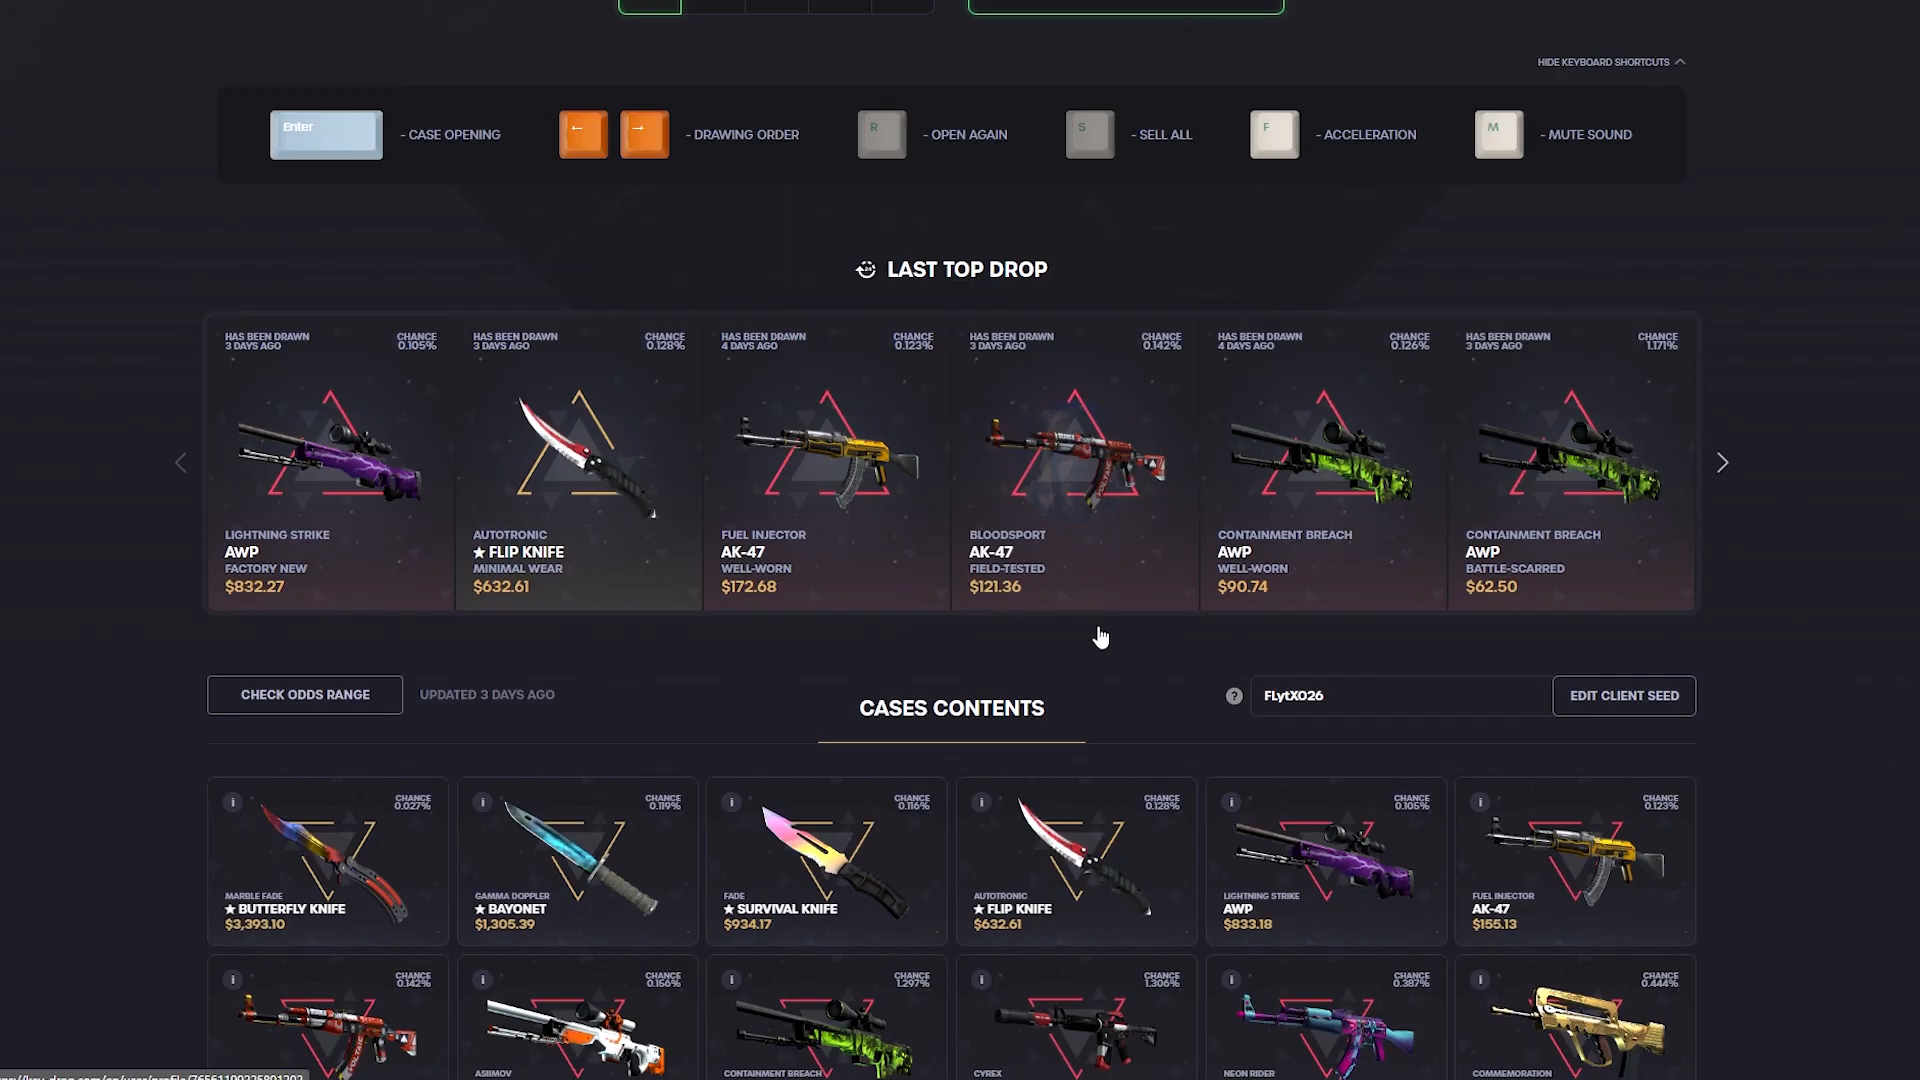 HIDE KEYBOARD SHORTCUTS
Enter
- CASE OPENING
← →
- DRAWING ORDER
R
- OPEN AGAIN
S
- SELL ALL
F
- ACCELERATION
M
- MUTE SOUND
LAST TOP DROP
HAS BEEN DRAWN
3 DAYS AGO
CHANCE
0.105%
LIGHTNING STRIKE
AWP
FACTORY NEW
$832.27
HAS BEEN DRAWN
3 DAYS AGO
CHANCE
0.128%
AUTOTRONIC
★ FLIP KNIFE
MINIMAL WEAR
$632.61
HAS BEEN DRAWN
4 DAYS AGO
CHANCE
0.123%
FUEL INJECTOR
AK-47
WELL-WORN
$172.68
HAS BEEN DRAWN
3 DAYS AGO
CHANCE
0.142%
BLOODSPORT
AK-47
FIELD-TESTED
$121.36
HAS BEEN DRAWN
4 DAYS AGO
CHANCE
0.126%
CONTAINMENT BREACH
AWP
WELL-WORN
$90.74
HAS BEEN DRAWN
3 DAYS AGO
CHANCE
1.171%
CONTAINMENT BREACH
AWP
BATTLE-SCARRED
$62.50
CHECK ODDS RANGE
UPDATED 3 DAYS AGO
CASES CONTENTS
?
FLytXO26
EDIT CLIENT SEED
i
CHANCE
0.027%
MARBLE FADE
★ BUTTERFLY KNIFE
$3,393.10
i
CHANCE
0.119%
GAMMA DOPPLER
★ BAYONET
$1,305.39
i
CHANCE
0.116%
FADE
★ SURVIVAL KNIFE
$934.17
i
CHANCE
0.128%
AUTOTRONIC
★ FLIP KNIFE
$632.61
i
CHANCE
0.105%
LIGHTNING STRIKE
AWP
$833.18
i
CHANCE
0.123%
FUEL INJECTOR
AK-47
$155.13
i
CHANCE
0.142%
i
CHANCE
0.156%
ASIIMOV
i
CHANCE
1.297%
CONTAINMENT BREACH
i
CHANCE
1.306%
CYREX
i
CHANCE
0.387%
NEON RIDER
i
CHANCE
0.444%
COMMEMORATION